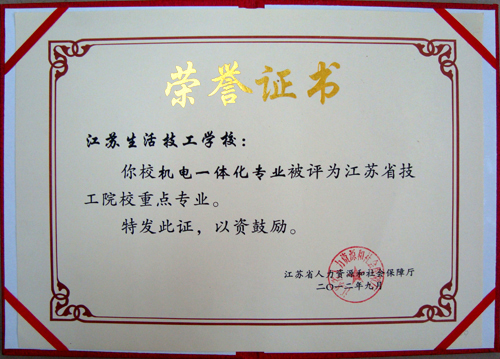 荣誉证书
江苏生活技工学校：
你校机电一体化专业被评为江苏省技
工院校重点专业。
特发此证，以资鼓励。
江苏省人力资源和社会保障厅
二〇一二年九月